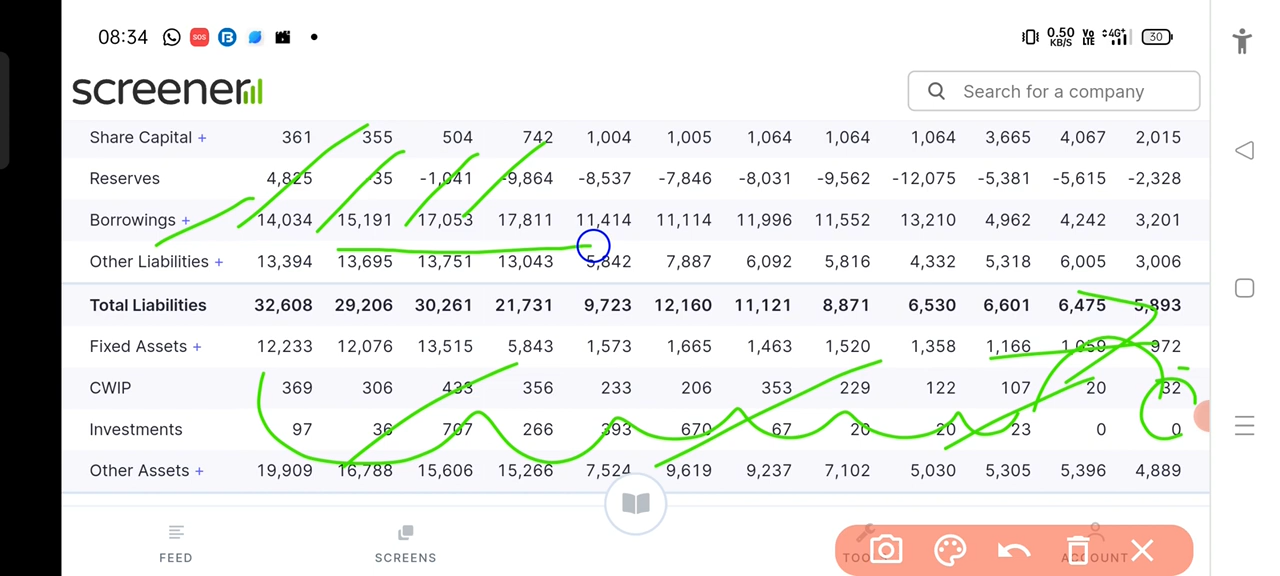 08:34 SOS B 0.50 KB/S Vo LTE 4G+ 30
screener
Search for a company
Share Capital + 361 355 504 742 1,004 1,005 1,064 1,064 1,064 3,665 4,067 2,015
Reserves 4,825 -35 -1,041 -9,864 -8,537 -7,846 -8,031 -9,562 -12,075 -5,381 -5,615 -2,328
Borrowings + 14,034 15,191 17,053 17,811 11,414 11,114 11,996 11,552 13,210 4,962 4,242 3,201
Other Liabilities + 13,394 13,695 13,751 13,043 5,842 7,887 6,092 5,816 4,332 5,318 6,005 3,006
Total Liabilities 32,608 29,206 30,261 21,731 9,723 12,160 11,121 8,871 6,530 6,601 6,475 5,893
Fixed Assets + 12,233 12,076 13,515 5,843 1,573 1,665 1,463 1,520 1,358 1,166 1,059 972
CWIP 369 306 433 356 233 206 353 229 122 107 20 32
Investments 97 36 707 266 393 670 67 20 20 23 0 0
Other Assets + 19,909 16,788 15,606 15,266 7,524 9,619 9,237 7,102 5,030 5,305 5,396 4,889
FEED SCREENS ACCOUNT